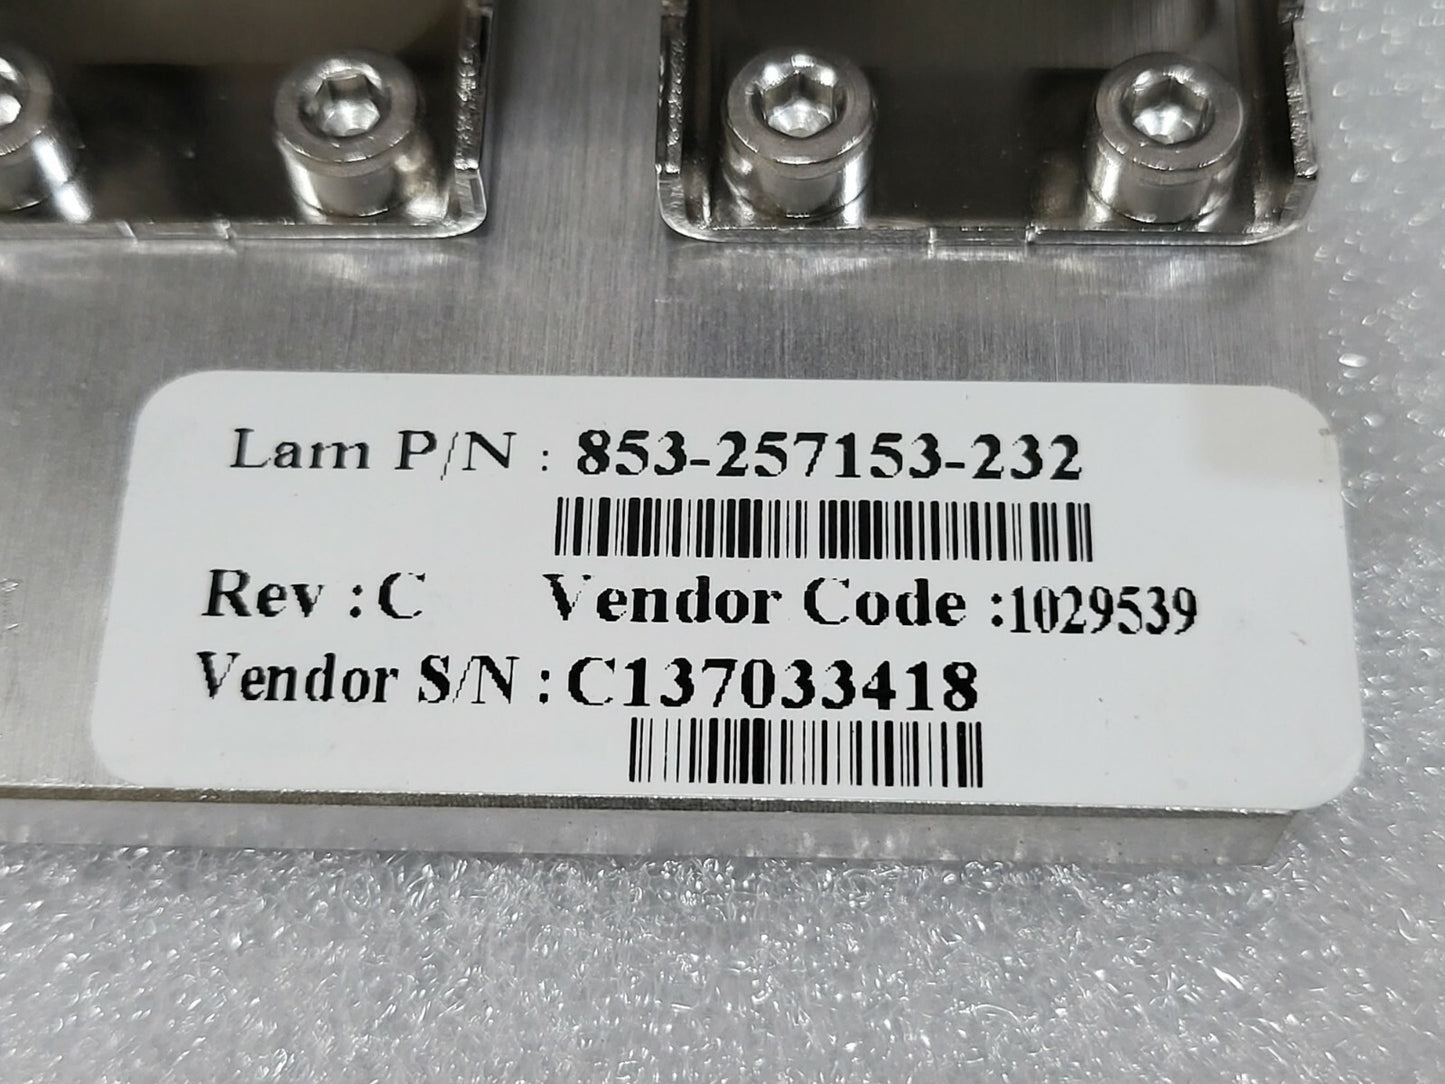 Lam P/N : 853-257153-232
Rev : C Vendor Code :1029539
Vendor S/N : C137033418